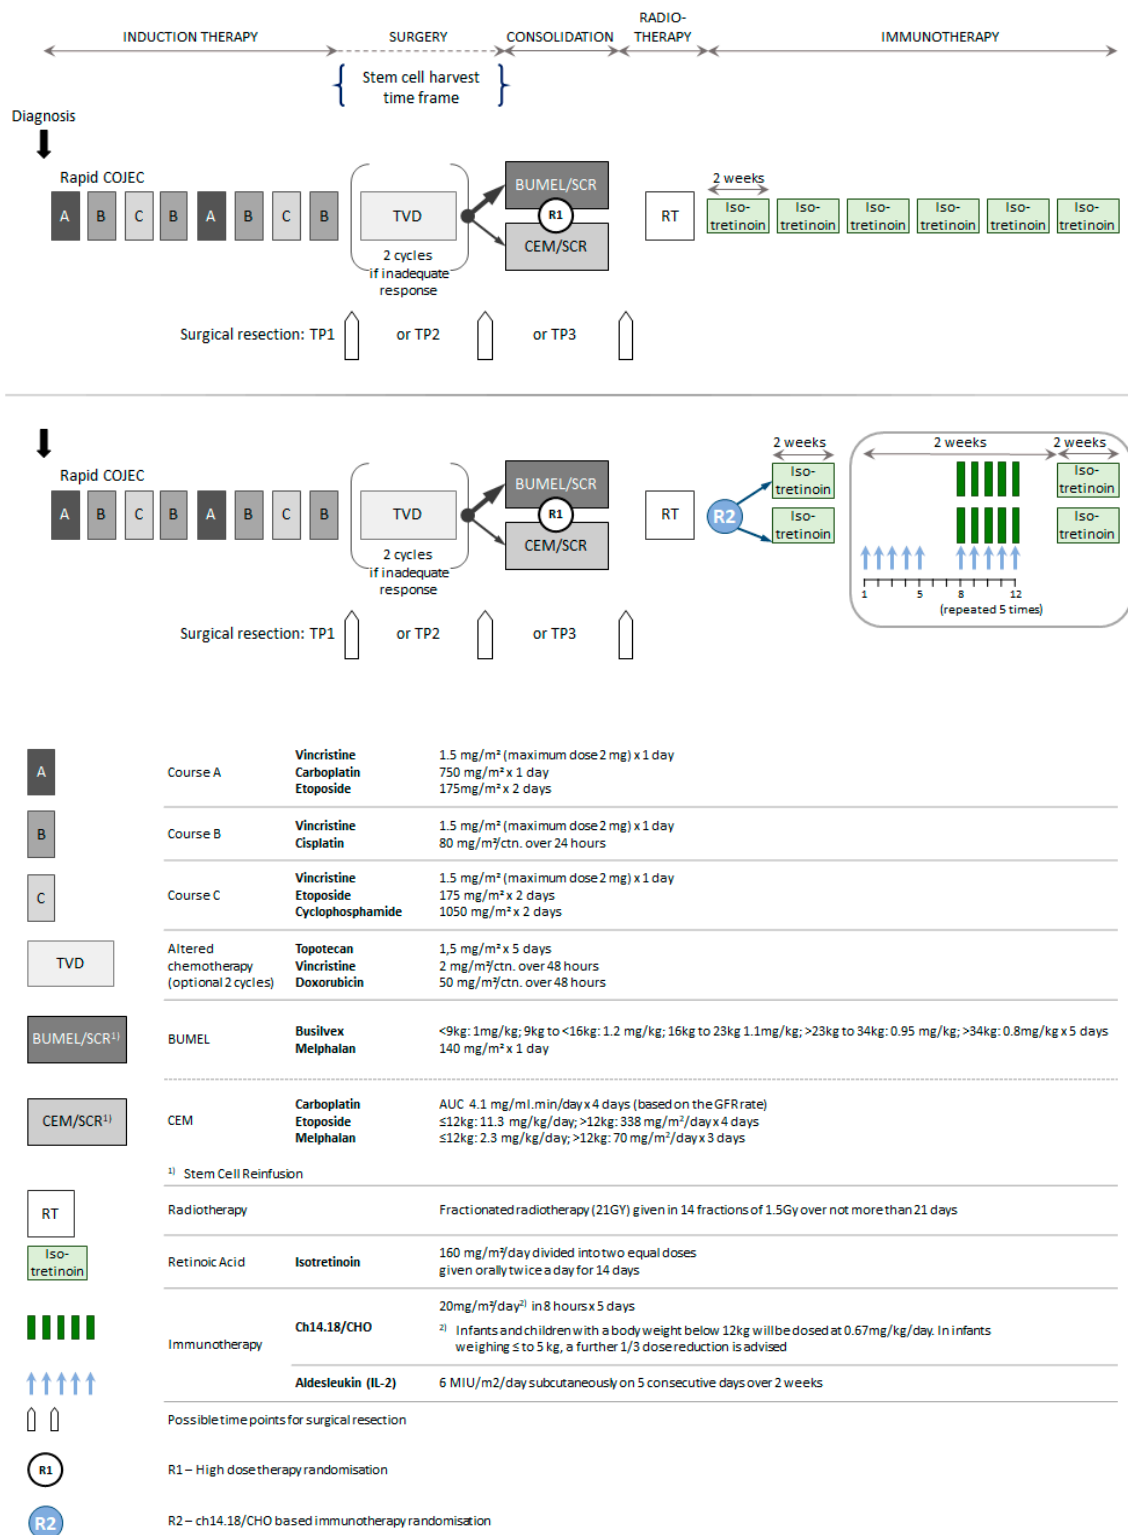 INDUCTION THERAPY
SURGERY
CONSOLIDATION
RADIO-
THERAPY
IMMUNOTHERAPY
Stem cell harvest
time frame
Diagnosis
Rapid COJEC
A B C B A B C B
TVD
2 cycles
if inadequate
response
BUMEL/SCR
R1
CEM/SCR
RT
2 weeks
Iso-
tretinoin
Iso-
tretinoin
Iso-
tretinoin
Iso-
tretinoin
Iso-
tretinoin
Iso-
tretinoin
Surgical resection: TP1 or TP2 or TP3
Rapid COJEC
A B C B A B C B
TVD
2 cycles
if inadequate
response
BUMEL/SCR
R1
CEM/SCR
RT
R2
2 weeks
Iso-
tretinoin
Iso-
tretinoin
2 weeks
2 weeks
Iso-
tretinoin
Iso-
tretinoin
1 5 8 12
(repeated 5 times)
Surgical resection: TP1 or TP2 or TP3
A
Course A
Vincristine 1.5 mg/m² (maximum dose 2 mg) x 1 day
Carboplatin 750 mg/m² x 1 day
Etoposide 175mg/m² x 2 days
B
Course B
Vincristine 1.5 mg/m² (maximum dose 2 mg) x 1 day
Cisplatin 80 mg/m²/ctn. over 24 hours
C
Course C
Vincristine 1.5 mg/m² (maximum dose 2 mg) x 1 day
Etoposide 175 mg/m² x 2 days
Cyclophosphamide 1050 mg/m² x 2 days
TVD
Altered
chemotherapy
(optional 2 cycles)
Topotecan 1,5 mg/m² x 5 days
Vincristine 2 mg/m²/ctn. over 48 hours
Doxorubicin 50 mg/m²/ctn. over 48 hours
BUMEL/SCR¹⁾
BUMEL
Busilvex <9kg: 1mg/kg; 9kg to <16kg: 1.2 mg/kg; 16kg to 23kg 1.1mg/kg; >23kg to 34kg: 0.95 mg/kg; >34kg: 0.8mg/kg x 5 days
Melphalan 140 mg/m² x 1 day
CEM/SCR¹⁾
CEM
Carboplatin AUC 4.1 mg/ml.min/day x 4 days (based on the GFR rate)
Etoposide ≤12kg: 11.3 mg/kg/day; >12kg: 338 mg/m²/day x 4 days
Melphalan ≤12kg: 2.3 mg/kg/day; >12kg: 70 mg/m²/day x 3 days
¹⁾ Stem Cell Reinfusion
RT
Radiotherapy Fractionated radiotherapy (21GY) given in 14 fractions of 1.5Gy over not more than 21 days
Iso-
tretinoin
Retinoic Acid Isotretinoin 160 mg/m²/day divided into two equal doses
given orally twice a day for 14 days
Immunotherapy
Ch14.18/CHO 20mg/m²/day²⁾ in 8 hours x 5 days
²⁾ Infants and children with a body weight below 12kg will be dosed at 0.67mg/kg/day. In infants
weighing ≤ to 5 kg, a further 1/3 dose reduction is advised
Aldesleukin (IL-2) 6 MIU/m2/day subcutaneously on 5 consecutive days over 2 weeks
Possible time points for surgical resection
R1
R1 – High dose therapy randomisation
R2
R2 – ch14.18/CHO based immunotherapy randomisation